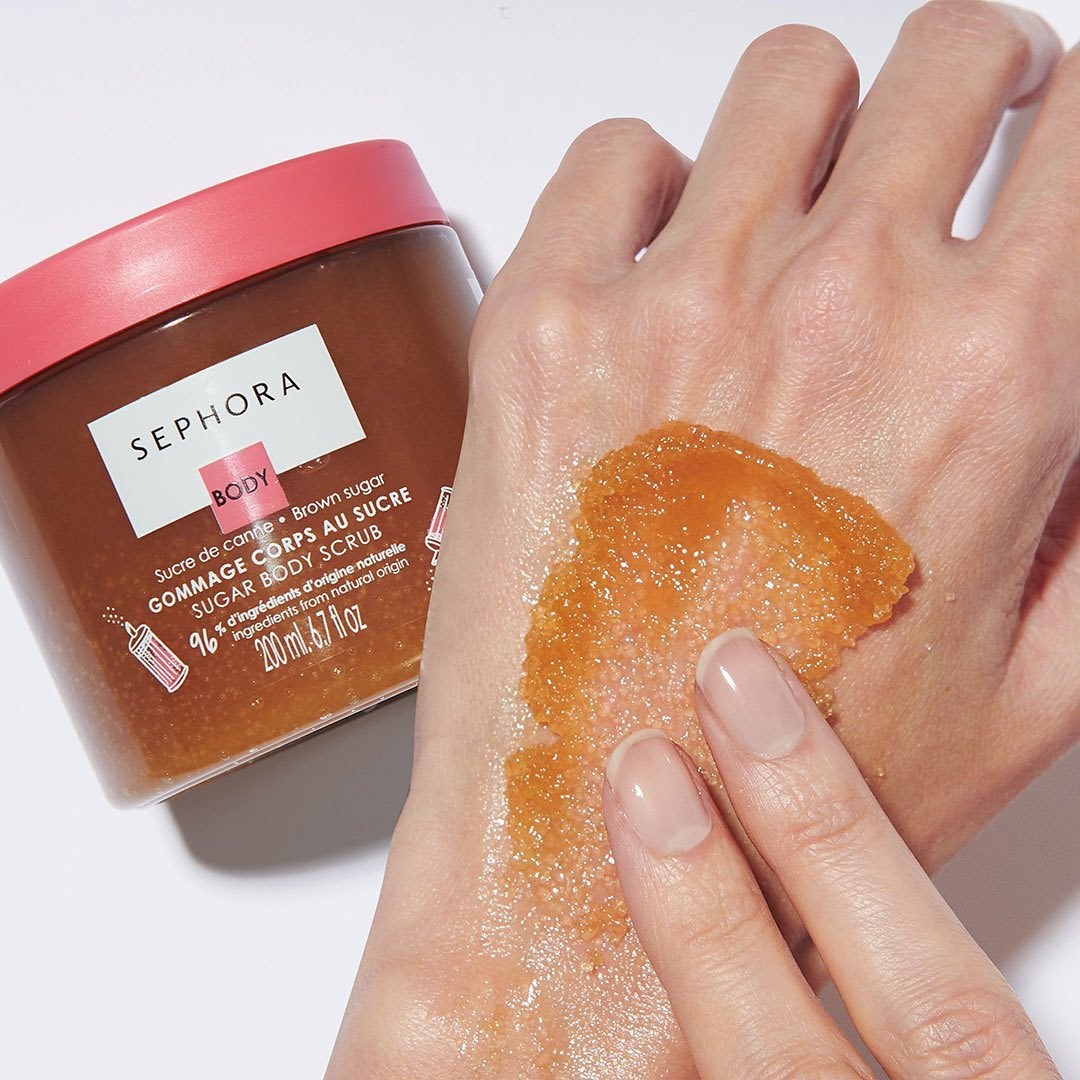 SEPHORA
BODY
Sucre de canne • Brown sugar
GOMMAGE CORPS AU SUCRE
SUGAR BODY SCRUB
96% d'ingrédients d'origine naturelle
ingredients from natural origin
200 ml. 6.7 fl oz